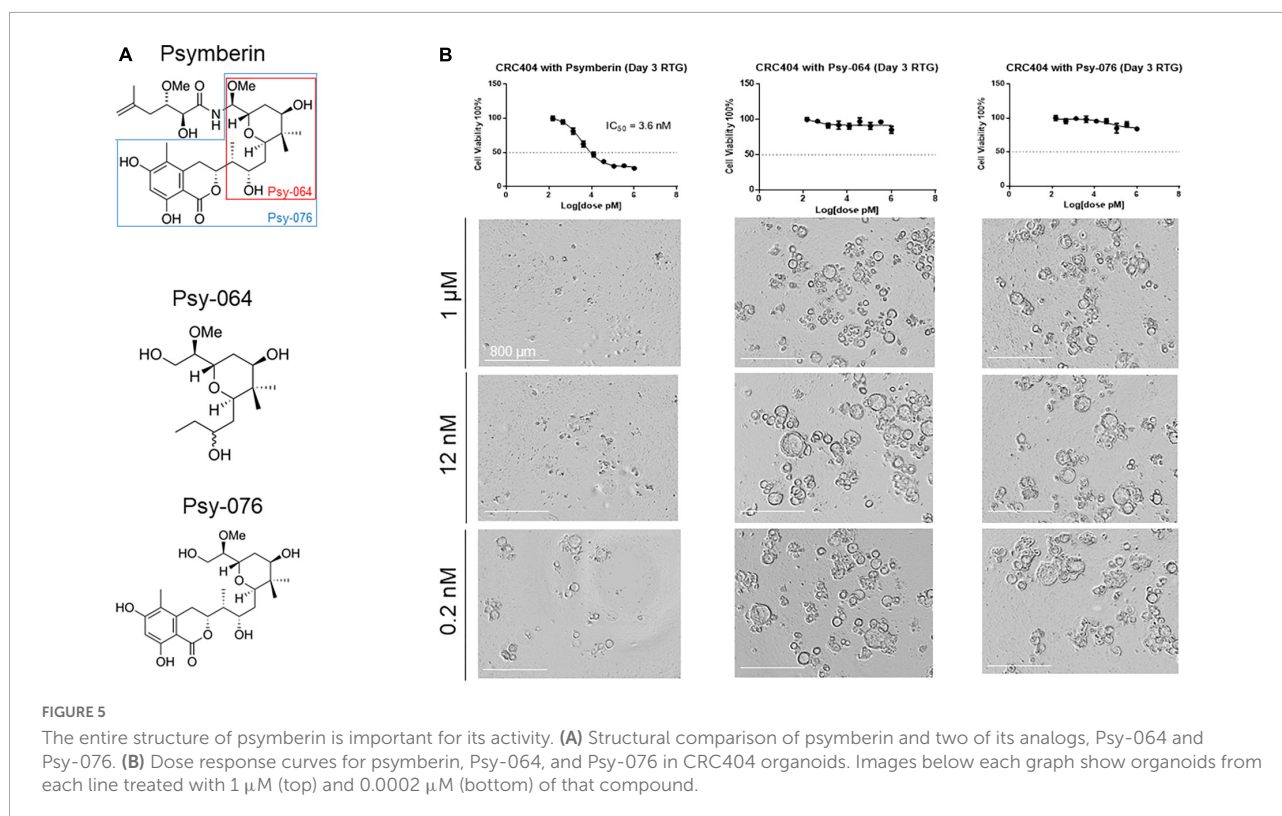 A
Psymberin
OMe
O
OMe
N
H
OH
H
O
OH
H
HO
O
OH
Psy-064
OH
O
Psy-076
Psy-064
OMe
HO
OH
H
O
H
OH
Psy-076
OMe
HO
OH
H
O
H
HO
O
OH
OH
O
B
CRC404 with Psymberin (Day 3 RTG)
Cell Viability 100%
150
100
50
0
IC50 = 3.6 nM
0 2 4 6 8
Log[dose pM]
CRC404 with Psy-064 (Day 3 RTG)
Cell Viability 100%
150
100
50
0
0 2 4 6 8
Log[dose pM]
CRC404 with Psy-076 (Day 3 RTG)
Cell Viability 100%
150
100
50
0
0 2 4 6 8
Log[dose pM]
1 µM
800 µm
12 nM
0.2 nM
FIGURE 5
The entire structure of psymberin is important for its activity. (A) Structural comparison of psymberin and two of its analogs, Psy-064 and
Psy-076. (B) Dose response curves for psymberin, Psy-064, and Psy-076 in CRC404 organoids. Images below each graph show organoids from
each line treated with 1 µM (top) and 0.0002 µM (bottom) of that compound.